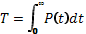 T = ∫₀^∞ P(t)dt